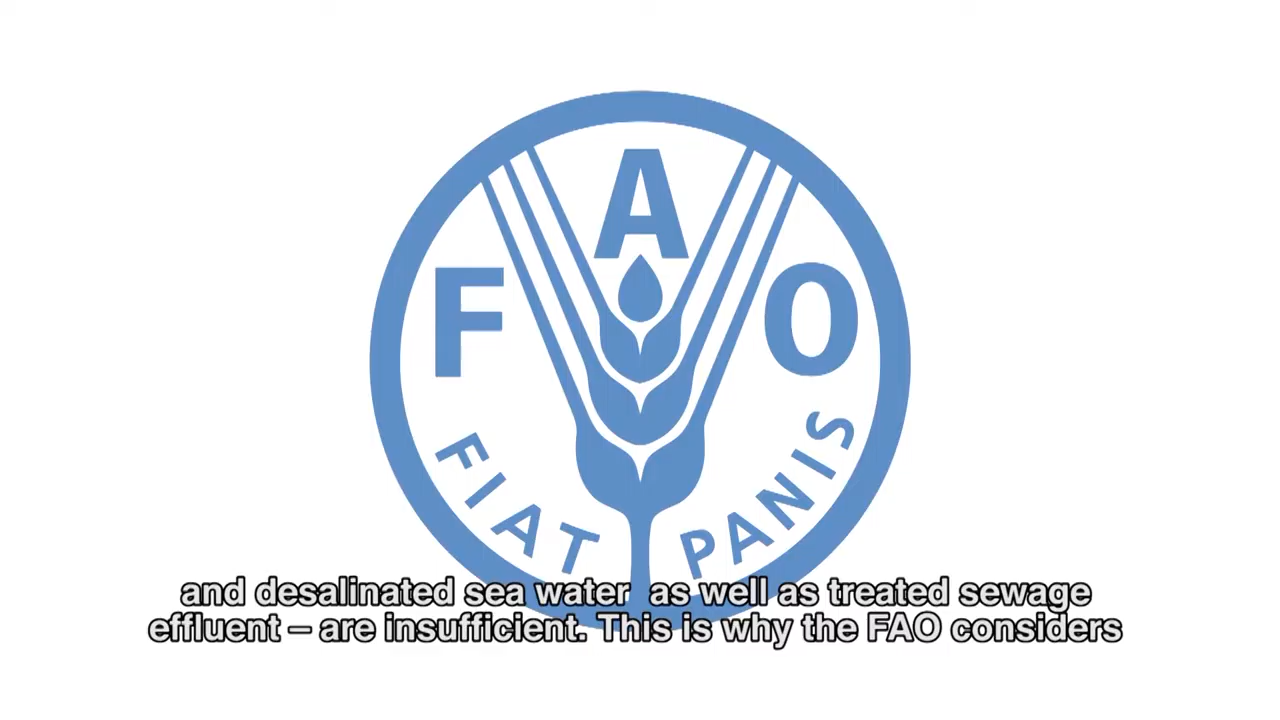 F A O
FIAT PANIS
and desalinated sea water  as well as treated sewage
effluent – are insufficient. This is why the FAO considers